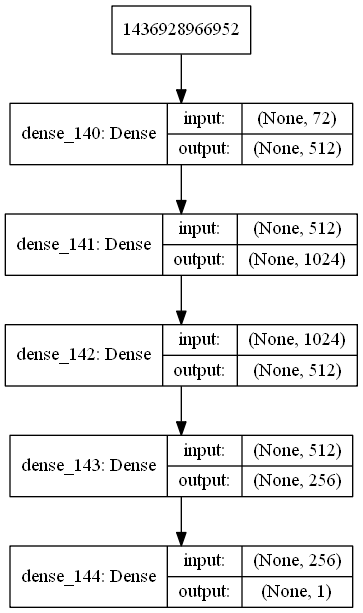 1436928966952
dense_140: Dense
input: (None, 72)
output: (None, 512)
dense_141: Dense
input: (None, 512)
output: (None, 1024)
dense_142: Dense
input: (None, 1024)
output: (None, 512)
dense_143: Dense
input: (None, 512)
output: (None, 256)
dense_144: Dense
input: (None, 256)
output: (None, 1)